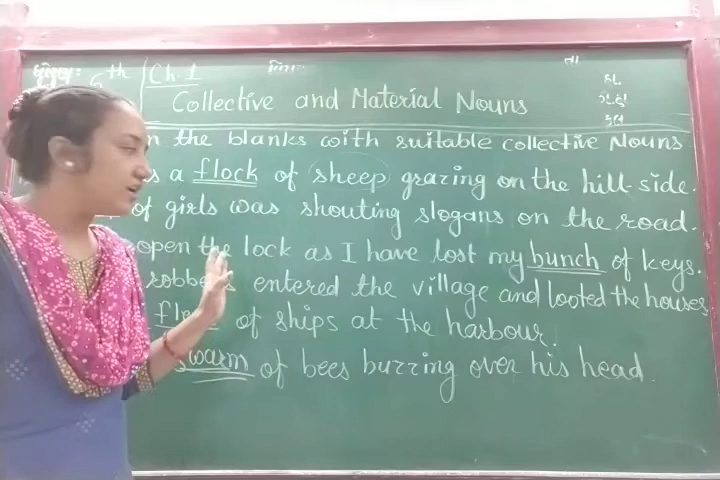 6th Ch.1
Collective and Material Nouns
n the blanks with suitable collective Nouns.
s a flock of sheep grazing on the hill-side.
of girls was shouting slogans on the road.
open the lock as I have lost my bunch of keys.
robbers entered the village and looted the houses.
of ships at the harbour.
swarm of bees buzzing over his head.